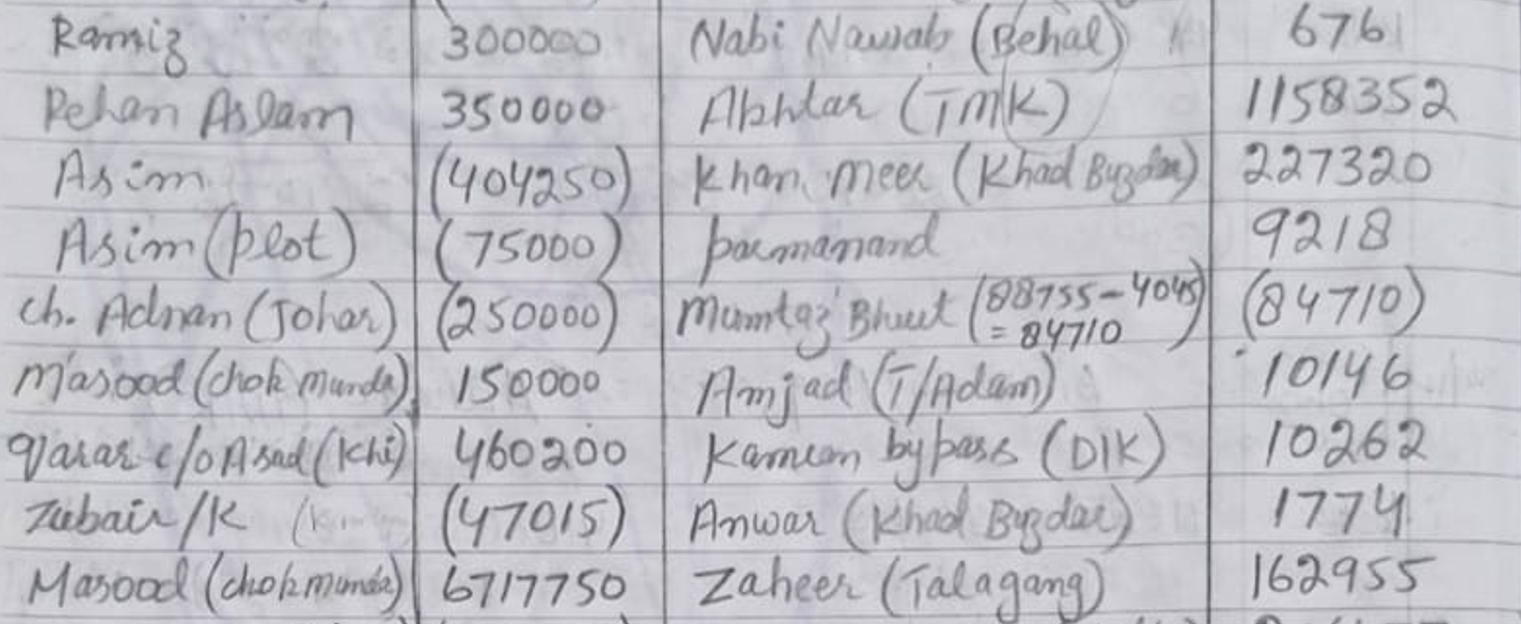 Ramiz 300000 Nabi Nawab (Behal) 676
Rehan Aslam 350000 Akhtar (TMK) 1158352
Asim (404250) Khan Meer (Khad Buzdar) 227320
Asim (plot) (75000) parmanand 9218
Ch. Adnan (Johar) (250000) Mumtaz Bhut (88755-4045 = 84710) (84710)
Masood (chok munda) 150000 Amjad (T/Adam) 10146
c/o Asad (Khi) 460200 Kamran bypass (DIK) 10262
Zubair/K (47015) Anwar (Khad Buzdar) 1774
Masood (chok munda) 6717750 Zaheer (Talagang) 162955